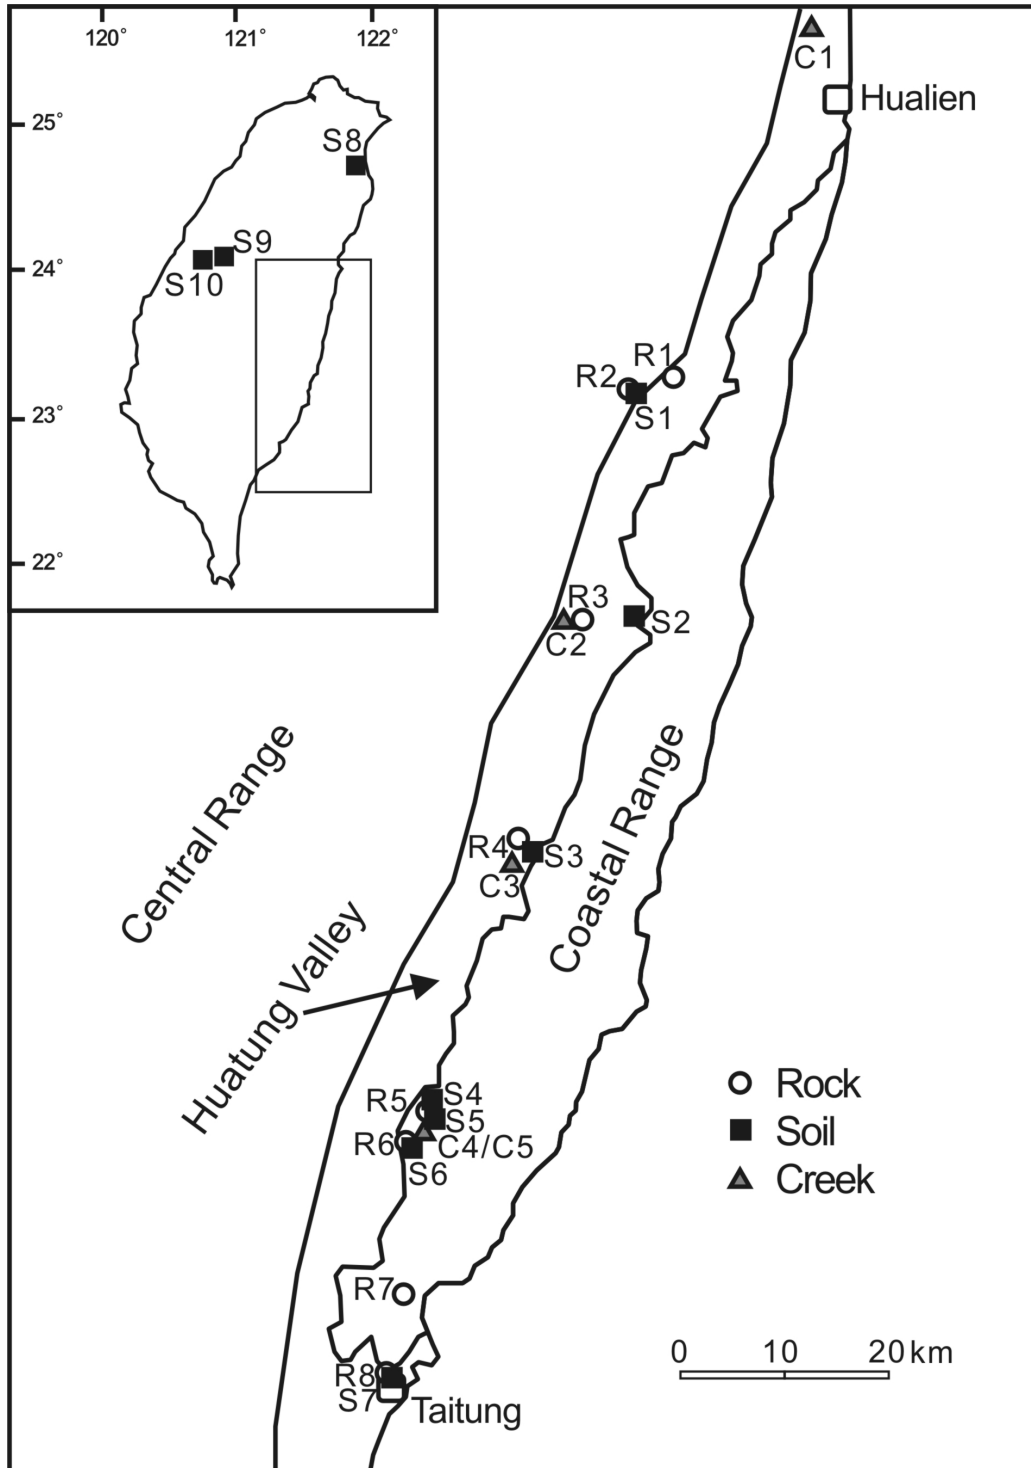 120° 121° 122°
25°
24°
23°
22°
S8
S9
S10
C1
Hualien
R1
R2
S1
R3
C2
S2
R4
S3
C3
Central Range
Coastal Range
Huatung Valley
R5
S4
S5
R6
C4/C5
S6
R7
R8
S7
Taitung
Rock
Soil
Creek
0 10 20 km